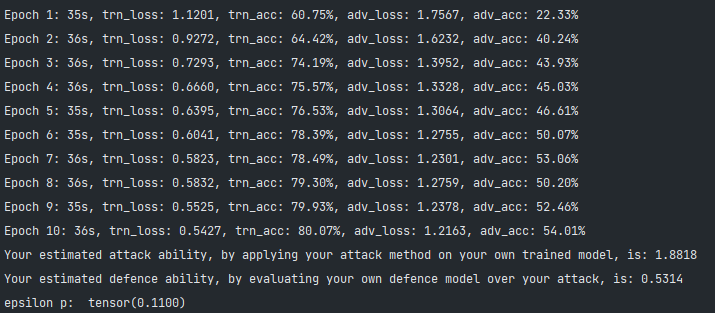 Epoch 1: 35s, trn_loss: 1.1201, trn_acc: 60.75%, adv_loss: 1.7567, adv_acc: 22.33%
Epoch 2: 36s, trn_loss: 0.9272, trn_acc: 64.42%, adv_loss: 1.6232, adv_acc: 40.24%
Epoch 3: 36s, trn_loss: 0.7293, trn_acc: 74.19%, adv_loss: 1.3952, adv_acc: 43.93%
Epoch 4: 36s, trn_loss: 0.6660, trn_acc: 75.57%, adv_loss: 1.3328, adv_acc: 45.03%
Epoch 5: 35s, trn_loss: 0.6395, trn_acc: 76.53%, adv_loss: 1.3064, adv_acc: 46.61%
Epoch 6: 35s, trn_loss: 0.6041, trn_acc: 78.39%, adv_loss: 1.2755, adv_acc: 50.07%
Epoch 7: 36s, trn_loss: 0.5823, trn_acc: 78.49%, adv_loss: 1.2301, adv_acc: 53.06%
Epoch 8: 36s, trn_loss: 0.5832, trn_acc: 79.30%, adv_loss: 1.2759, adv_acc: 50.20%
Epoch 9: 35s, trn_loss: 0.5525, trn_acc: 79.93%, adv_loss: 1.2378, adv_acc: 52.46%
Epoch 10: 36s, trn_loss: 0.5427, trn_acc: 80.07%, adv_loss: 1.2163, adv_acc: 54.01%
Your estimated attack ability, by applying your attack method on your own trained model, is: 1.8818
Your estimated defence ability, by evaluating your own defence model over your attack, is: 0.5314
epsilon p:  tensor(0.1100)